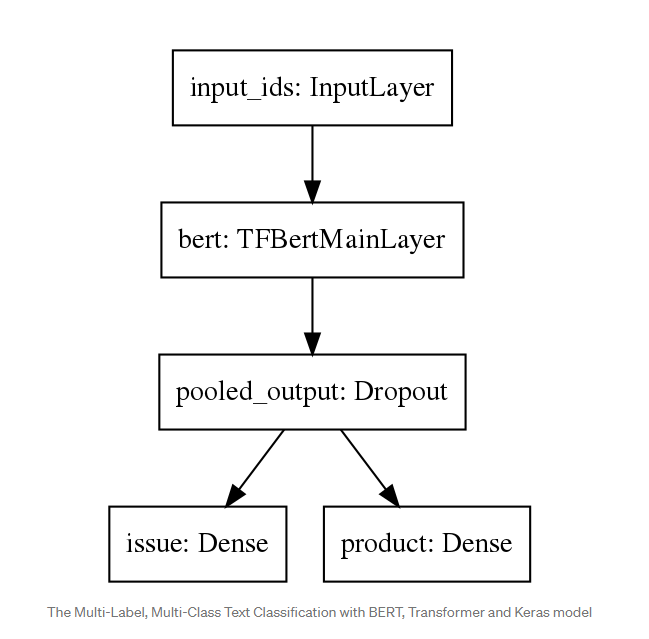 input_ids: InputLayer
bert: TFBertMainLayer
pooled_output: Dropout
issue: Dense
product: Dense
The Multi-Label, Multi-Class Text Classification with BERT, Transformer and Keras model